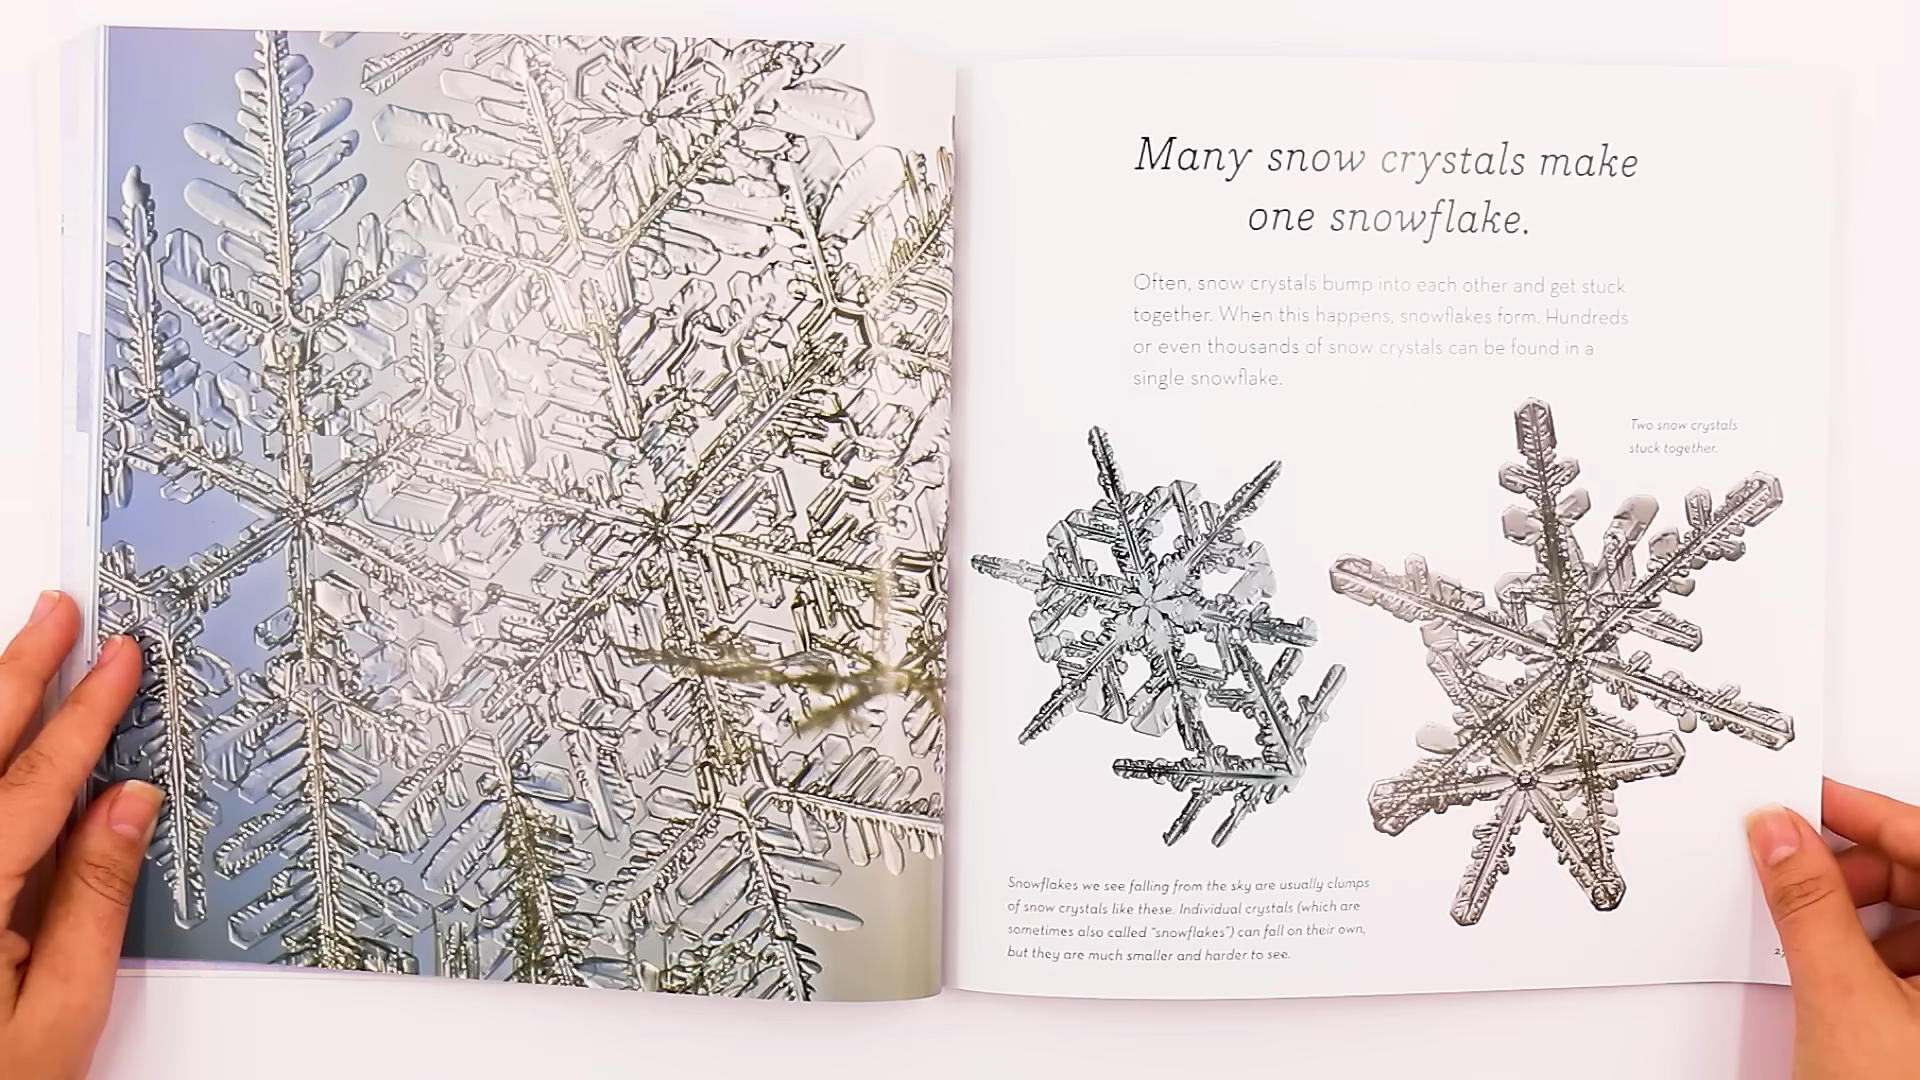 Many snow crystals make
one snowflake.
Often, snow crystals bump into each other and get stuck
together. When this happens, snowflakes form. Hundreds
or even thousands of snow crystals can be found in a
single snowflake.
Two snow crystals
stuck together.
Snowflakes we see falling from the sky are usually clumps
of snow crystals like these. Individual crystals (which are
sometimes also called “snowflakes”) can fall on their own,
but they are much smaller and harder to see.